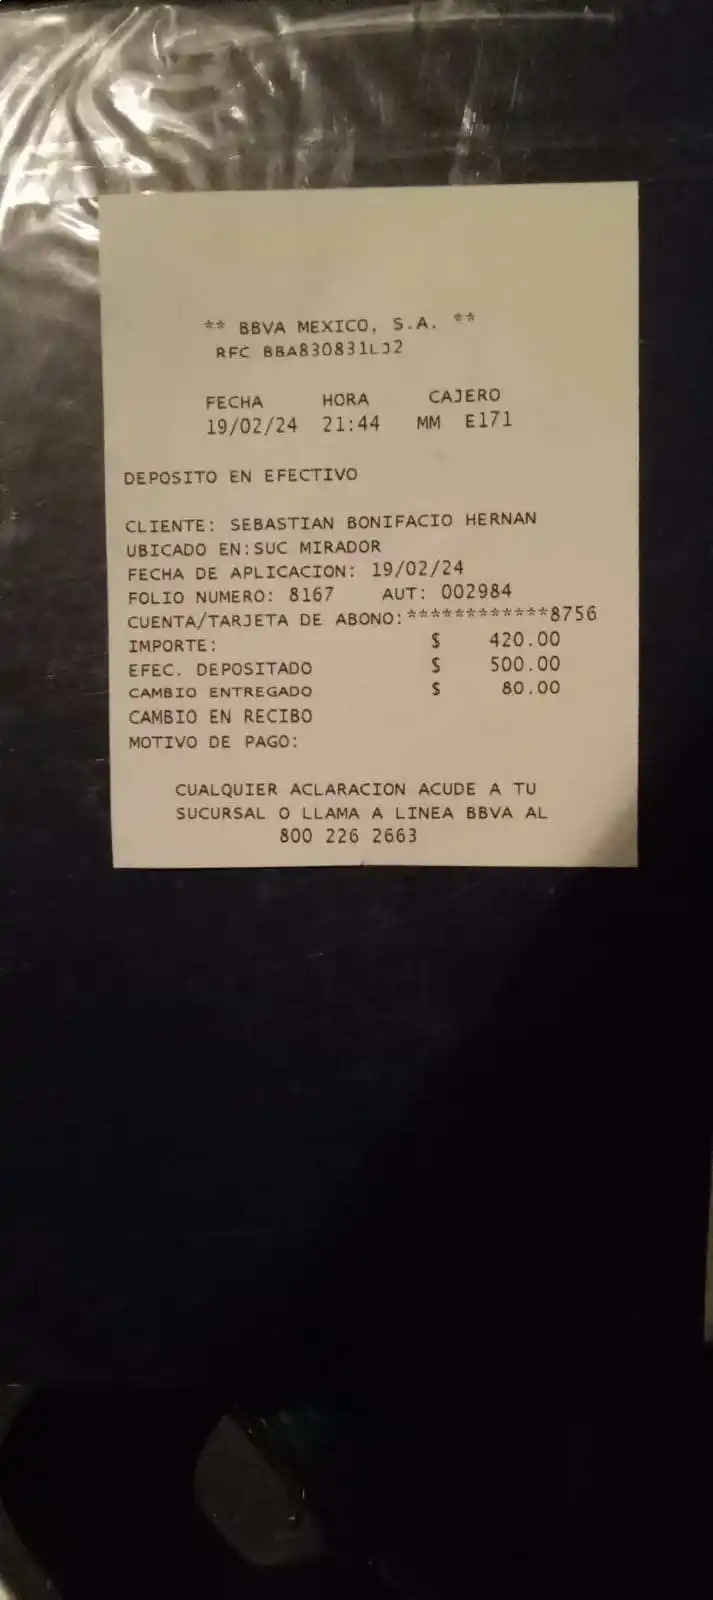 ** BBVA MEXICO, S.A. **
RFC BBA830831LJ2
FECHA HORA CAJERO
19/02/24 21:44 MM E171
DEPOSITO EN EFECTIVO
CLIENTE: SEBASTIAN BONIFACIO HERNAN
UBICADO EN:SUC MIRADOR
FECHA DE APLICACION: 19/02/24
FOLIO NUMERO: 8167 AUT: 002984
CUENTA/TARJETA DE ABONO:************8756
IMPORTE: $ 420.00
EFEC. DEPOSITADO $ 500.00
CAMBIO ENTREGADO $ 80.00
CAMBIO EN RECIBO
MOTIVO DE PAGO:
CUALQUIER ACLARACION ACUDE A TU
SUCURSAL O LLAMA A LINEA BBVA AL
800 226 2663